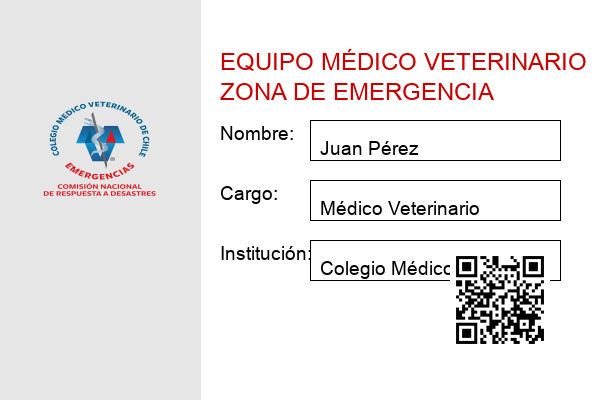 COLEGIO MEDICO VETERINARIO DE CHILE
EMERGENCIAS
COMISIÓN NACIONAL
DE RESPUESTA A DESASTRES
EQUIPO MÉDICO VETERINARIO
ZONA DE EMERGENCIA
Nombre: Juan Pérez
Cargo: Médico Veterinario
Institución: Colegio Médico